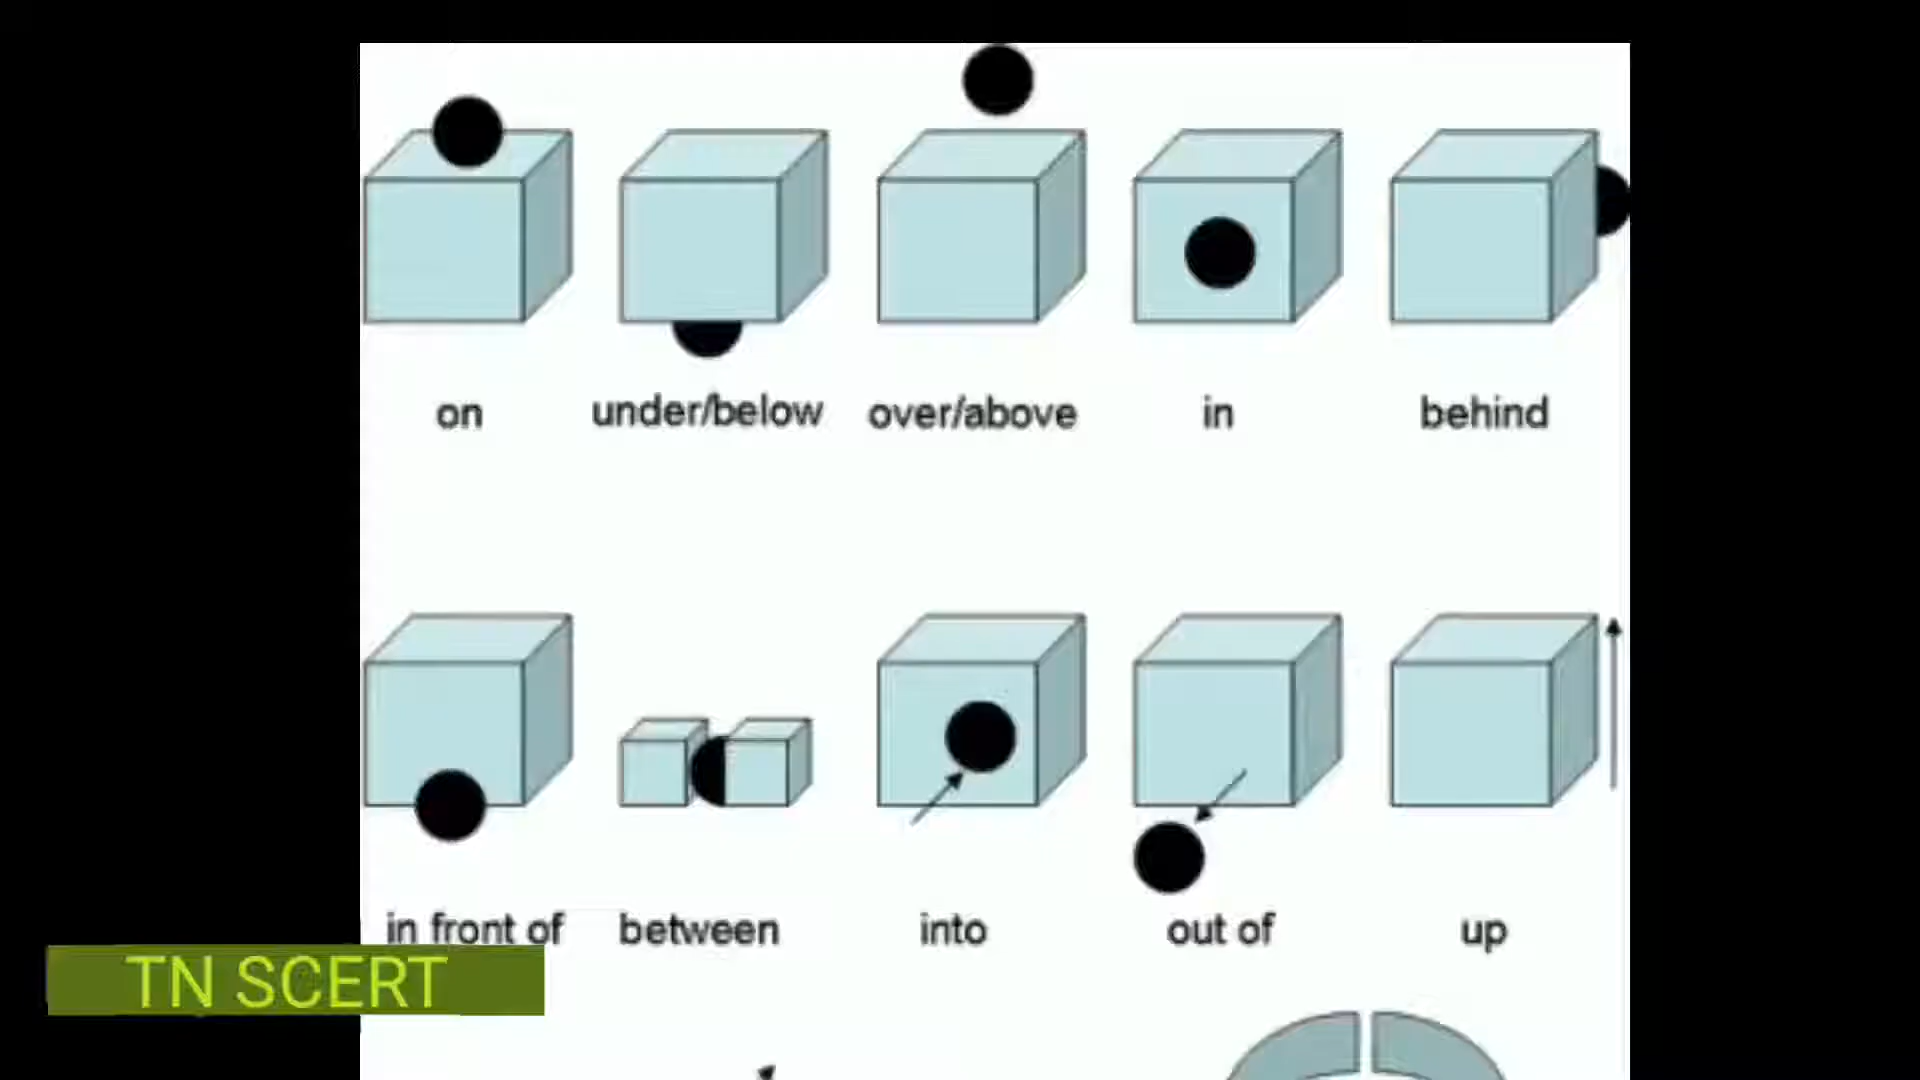 on under/below over/above in behind
in front of between into out of up
TN SCERT